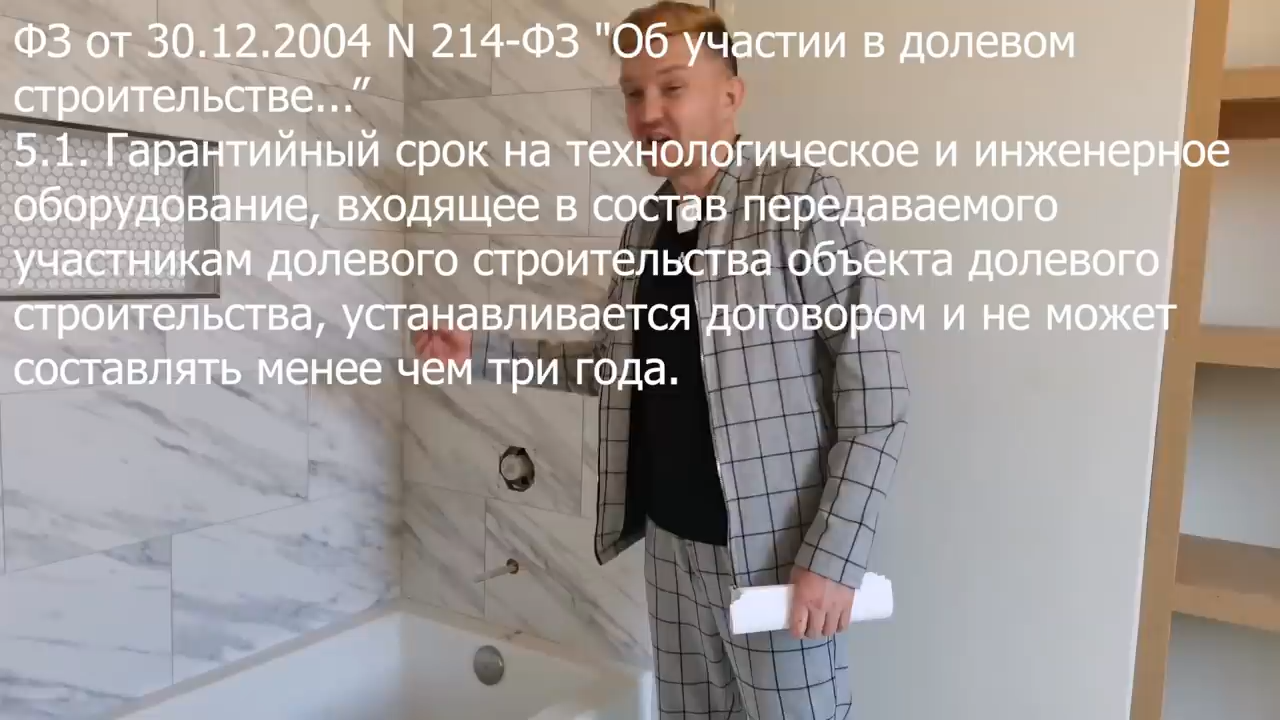 ФЗ от 30.12.2004 N 214-ФЗ "Об участии в долевом
строительстве...”
5.1. Гарантийный срок на технологическое и инженерное
оборудование, входящее в состав передаваемого
участникам долевого строительства объекта долевого
строительства, устанавливается договором и не может
составлять менее чем три года.